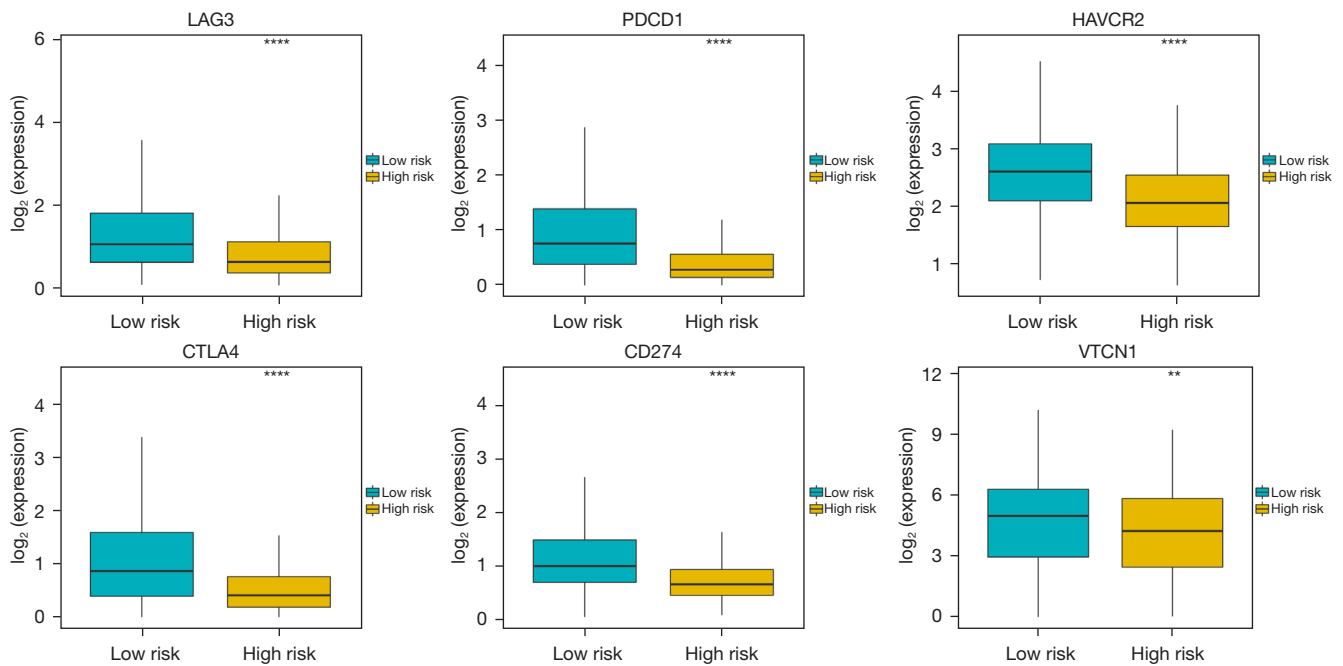 LAG3
****
6
4
2
0
log₂ (expression)
Low risk
High risk
Low risk
High risk
PDCD1
****
4
3
2
1
0
log₂ (expression)
Low risk
High risk
Low risk
High risk
HAVCR2
****
4
3
2
1
log₂ (expression)
Low risk
High risk
Low risk
High risk
CTLA4
****
4
3
2
1
0
log₂ (expression)
Low risk
High risk
Low risk
High risk
CD274
****
4
3
2
1
0
log₂ (expression)
Low risk
High risk
Low risk
High risk
VTCN1
**
12
9
6
3
0
log₂ (expression)
Low risk
High risk
Low risk
High risk